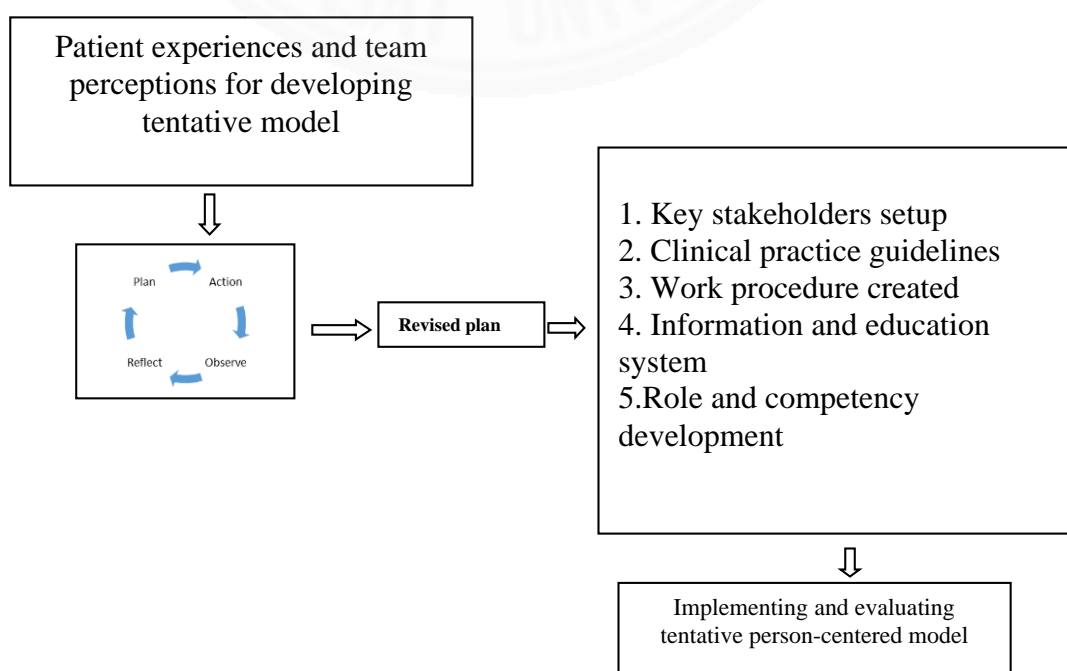 Patient experiences and team
perceptions for developing
tentative model
Plan
Action
Reflect
Observe
Revised plan
1. Key stakeholders setup
2. Clinical practice guidelines
3. Work procedure created
4. Information and education
system
5.Role and competency
development
Implementing and evaluating
tentative person-centered model